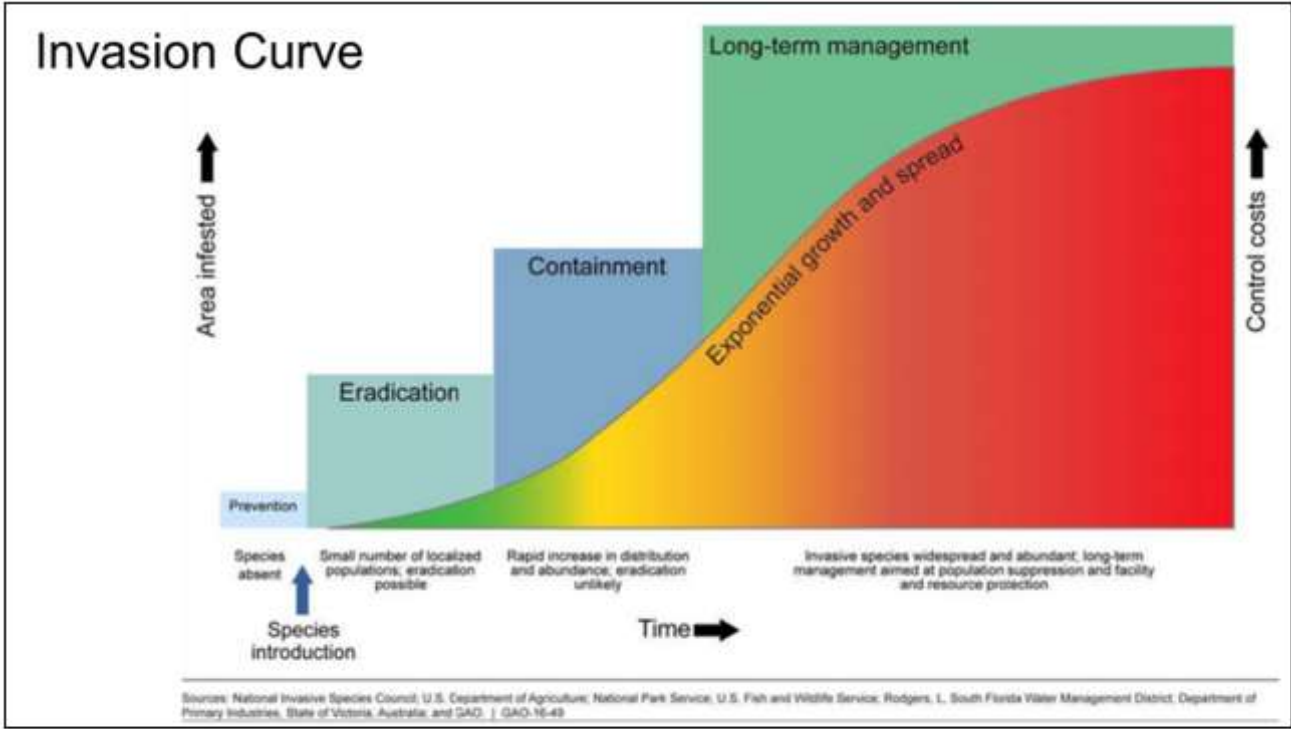 Invasion Curve
Long-term management
Area infested
Control costs
Exponential growth and spread
Containment
Eradication
Prevention
Species
absent
Small number of localized
populations; eradication
possible
Rapid increase in distribution
and abundance; eradication
unlikely
Invasive species widespread and abundant; long-term
management aimed at population suppression and facility
and resource protection
Species
introduction
Time
Sources: National Invasive Species Council; U.S. Department of Agriculture; National Park Service; U.S. Fish and Wildlife Service; Rodgers, L. South Florida Water Management District; Department of
Primary Industries, State of Victoria, Australia; and GAO. | GAO-16-49